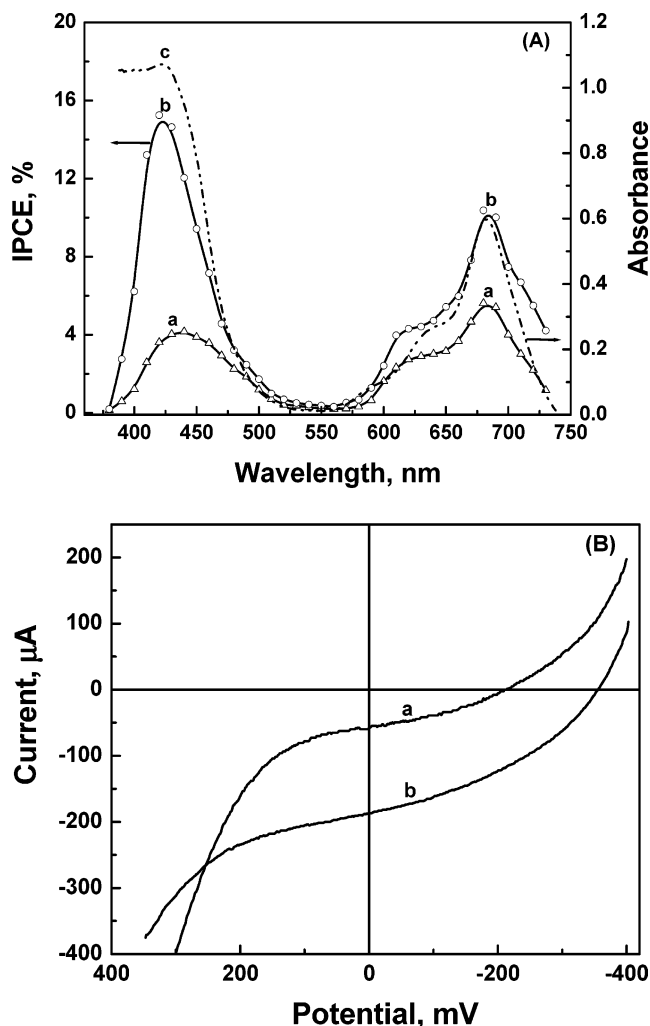 (A)
IPCE, %
20
16
12
8
4
0
1.2
1.0
0.8
0.6
0.4
0.2
0.0
Absorbance
c
b
a
b
a
400 450 500 550 600 650 700 750
Wavelength, nm
(B)
Current, μA
200
100
0
-100
-200
-300
-400
a
b
400 200 0 -200 -400
Potential, mV